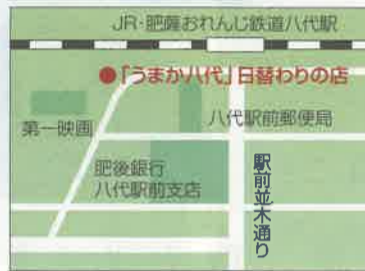 JR・肥薩おれんじ鉄道八代駅
●「うまか八代」日替わりの店
第一映画
八代駅前郵便局
肥後銀行
八代駅前支店
駅前並木通り